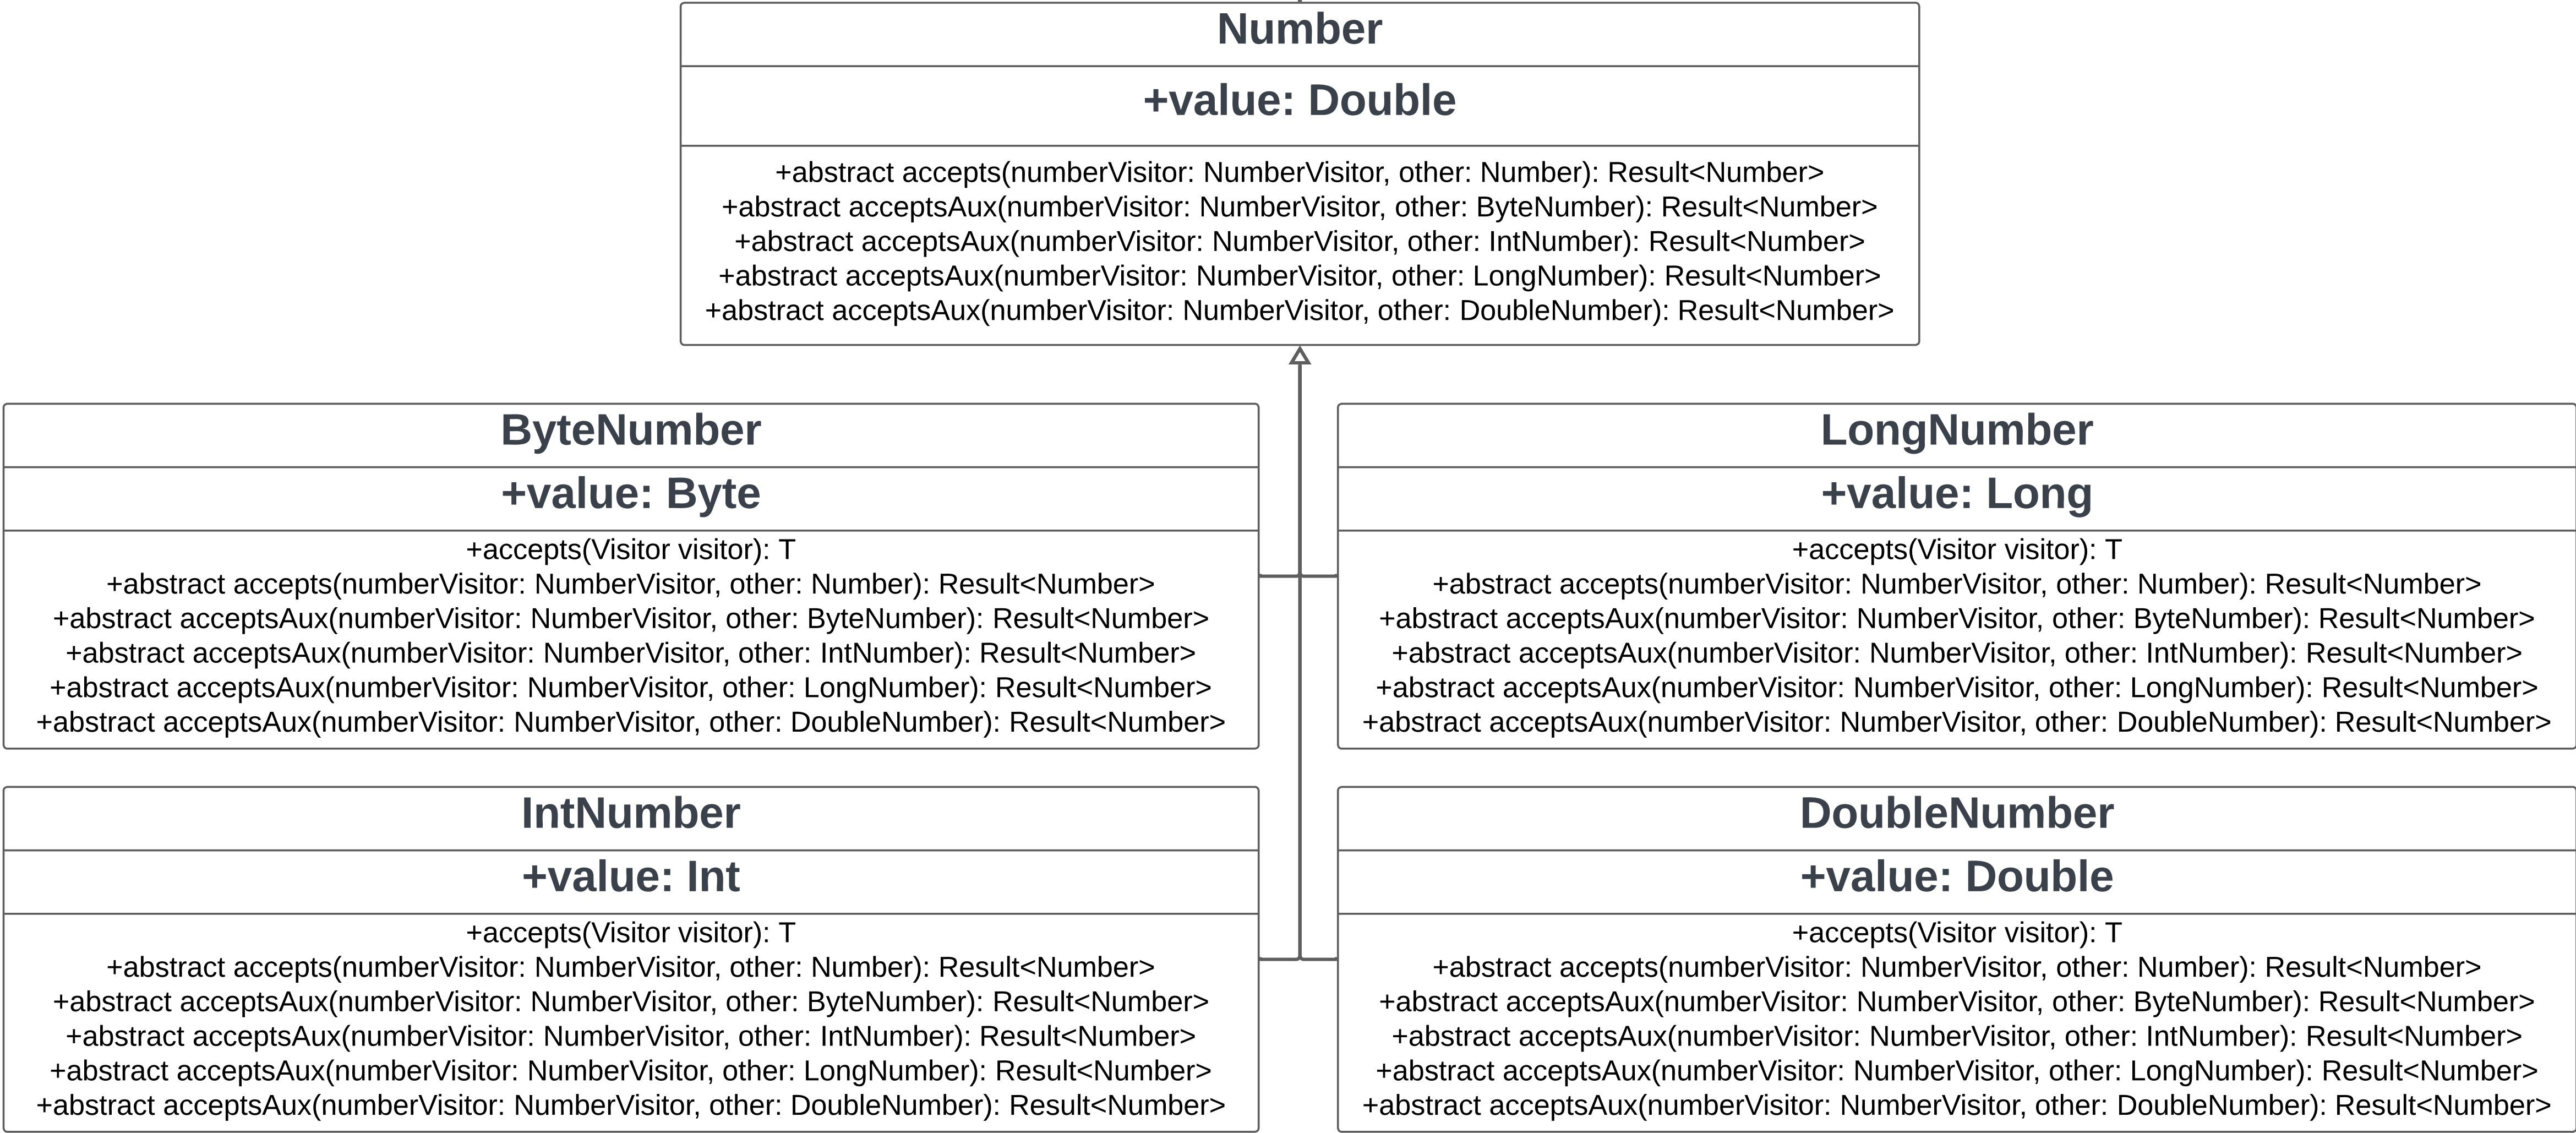 Number
+value: Double
+abstract accepts(numberVisitor: NumberVisitor, other: Number): Result<Number>
+abstract acceptsAux(numberVisitor: NumberVisitor, other: ByteNumber): Result<Number>
+abstract acceptsAux(numberVisitor: NumberVisitor, other: IntNumber): Result<Number>
+abstract acceptsAux(numberVisitor: NumberVisitor, other: LongNumber): Result<Number>
+abstract acceptsAux(numberVisitor: NumberVisitor, other: DoubleNumber): Result<Number>
ByteNumber
+value: Byte
+accepts(Visitor visitor): T
+abstract accepts(numberVisitor: NumberVisitor, other: Number): Result<Number>
+abstract acceptsAux(numberVisitor: NumberVisitor, other: ByteNumber): Result<Number>
+abstract acceptsAux(numberVisitor: NumberVisitor, other: IntNumber): Result<Number>
+abstract acceptsAux(numberVisitor: NumberVisitor, other: LongNumber): Result<Number>
+abstract acceptsAux(numberVisitor: NumberVisitor, other: DoubleNumber): Result<Number>
LongNumber
+value: Long
+accepts(Visitor visitor): T
+abstract accepts(numberVisitor: NumberVisitor, other: Number): Result<Number>
+abstract acceptsAux(numberVisitor: NumberVisitor, other: ByteNumber): Result<Number>
+abstract acceptsAux(numberVisitor: NumberVisitor, other: IntNumber): Result<Number>
+abstract acceptsAux(numberVisitor: NumberVisitor, other: LongNumber): Result<Number>
+abstract acceptsAux(numberVisitor: NumberVisitor, other: DoubleNumber): Result<Number>
IntNumber
+value: Int
+accepts(Visitor visitor): T
+abstract accepts(numberVisitor: NumberVisitor, other: Number): Result<Number>
+abstract acceptsAux(numberVisitor: NumberVisitor, other: ByteNumber): Result<Number>
+abstract acceptsAux(numberVisitor: NumberVisitor, other: IntNumber): Result<Number>
+abstract acceptsAux(numberVisitor: NumberVisitor, other: LongNumber): Result<Number>
+abstract acceptsAux(numberVisitor: NumberVisitor, other: DoubleNumber): Result<Number>
DoubleNumber
+value: Double
+accepts(Visitor visitor): T
+abstract accepts(numberVisitor: NumberVisitor, other: Number): Result<Number>
+abstract acceptsAux(numberVisitor: NumberVisitor, other: ByteNumber): Result<Number>
+abstract acceptsAux(numberVisitor: NumberVisitor, other: IntNumber): Result<Number>
+abstract acceptsAux(numberVisitor: NumberVisitor, other: LongNumber): Result<Number>
+abstract acceptsAux(numberVisitor: NumberVisitor, other: DoubleNumber): Result<Number>